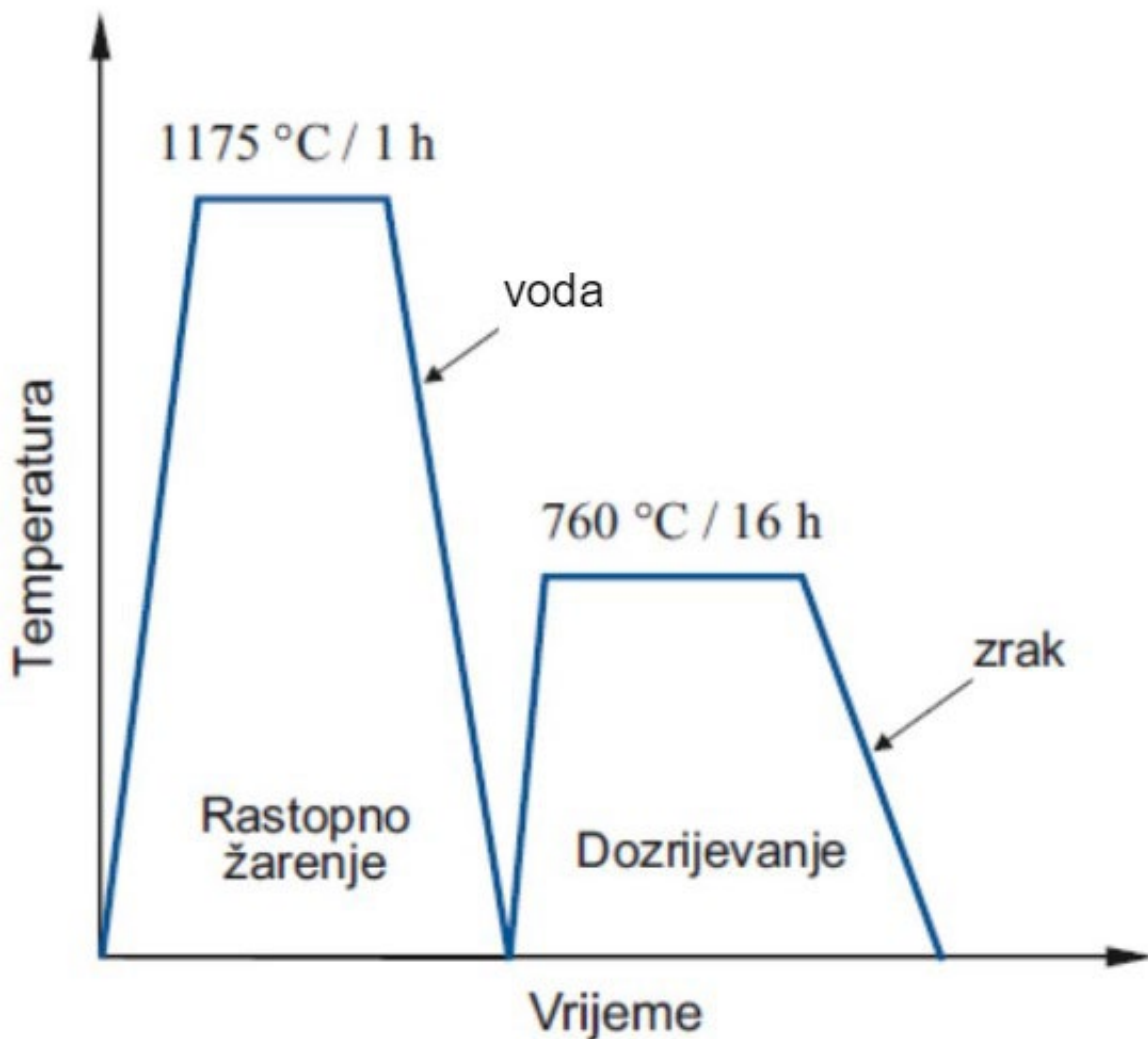 1175 °C / 1 h
voda
760 °C / 16 h
zrak
Temperatura
Rastopno
žarenje
Dozrijevanje
Vrijeme